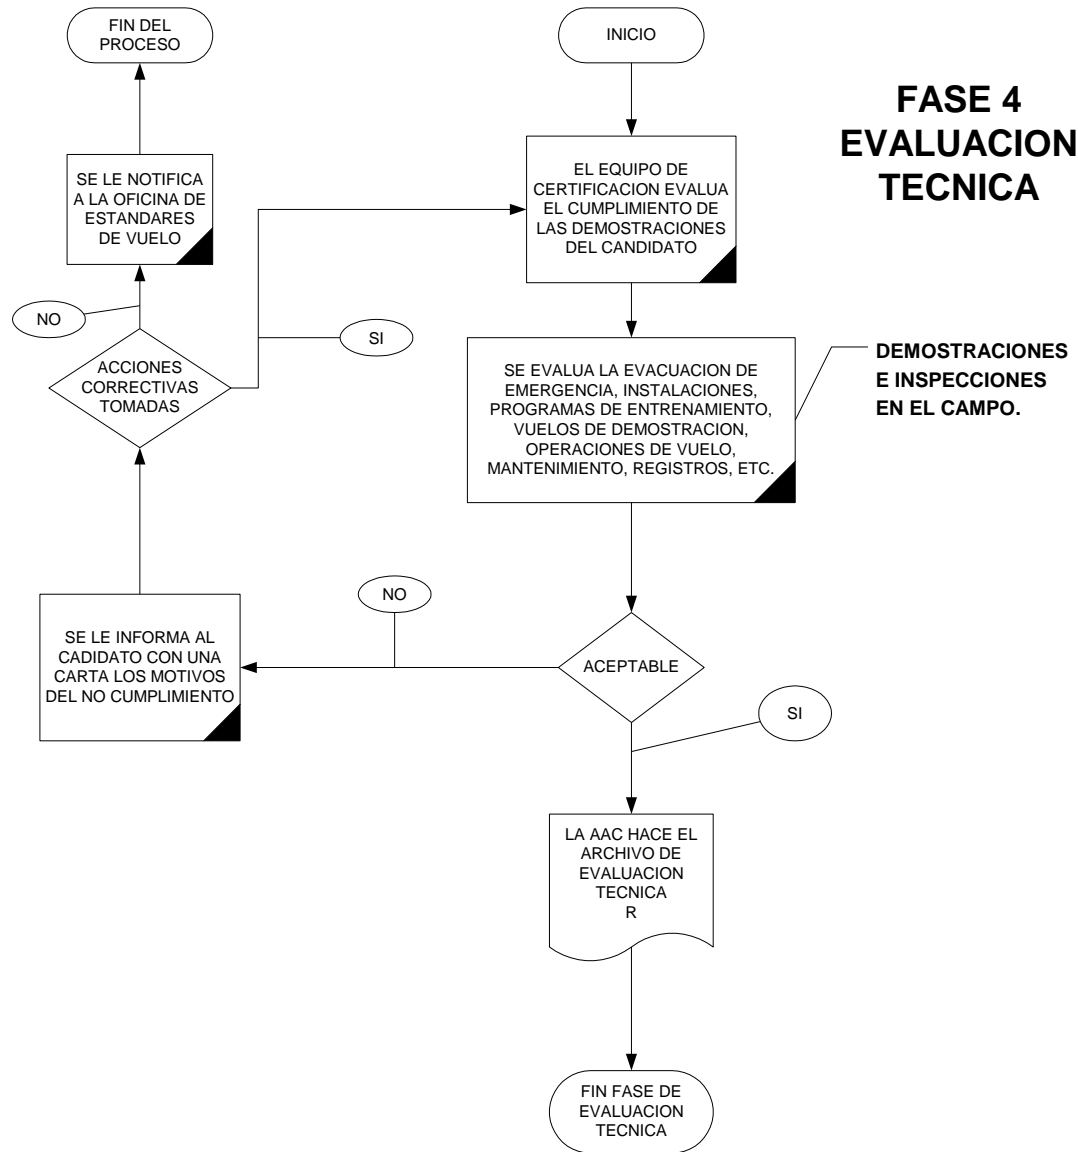 FIN DEL
PROCESO
INICIO
FASE 4
EVALUACION
TECNICA
SE LE NOTIFICA
A LA OFICINA DE
ESTANDARES
DE VUELO
EL EQUIPO DE
CERTIFICACION EVALUA
EL CUMPLIMIENTO DE
LAS DEMOSTRACIONES
DEL CANDIDATO
NO
SI
ACCIONES
CORRECTIVAS
TOMADAS
SE EVALUA LA EVACUACION DE
EMERGENCIA, INSTALACIONES,
PROGRAMAS DE ENTRENAMIENTO,
VUELOS DE DEMOSTRACION,
OPERACIONES DE VUELO,
MANTENIMIENTO, REGISTROS, ETC.
DEMOSTRACIONES
E INSPECCIONES
EN EL CAMPO.
NO
SE LE INFORMA AL
CADIDATO CON UNA
CARTA LOS MOTIVOS
DEL NO CUMPLIMIENTO
ACEPTABLE
SI
LA AAC HACE EL
ARCHIVO DE
EVALUACION
TECNICA
R
FIN FASE DE
EVALUACION
TECNICA